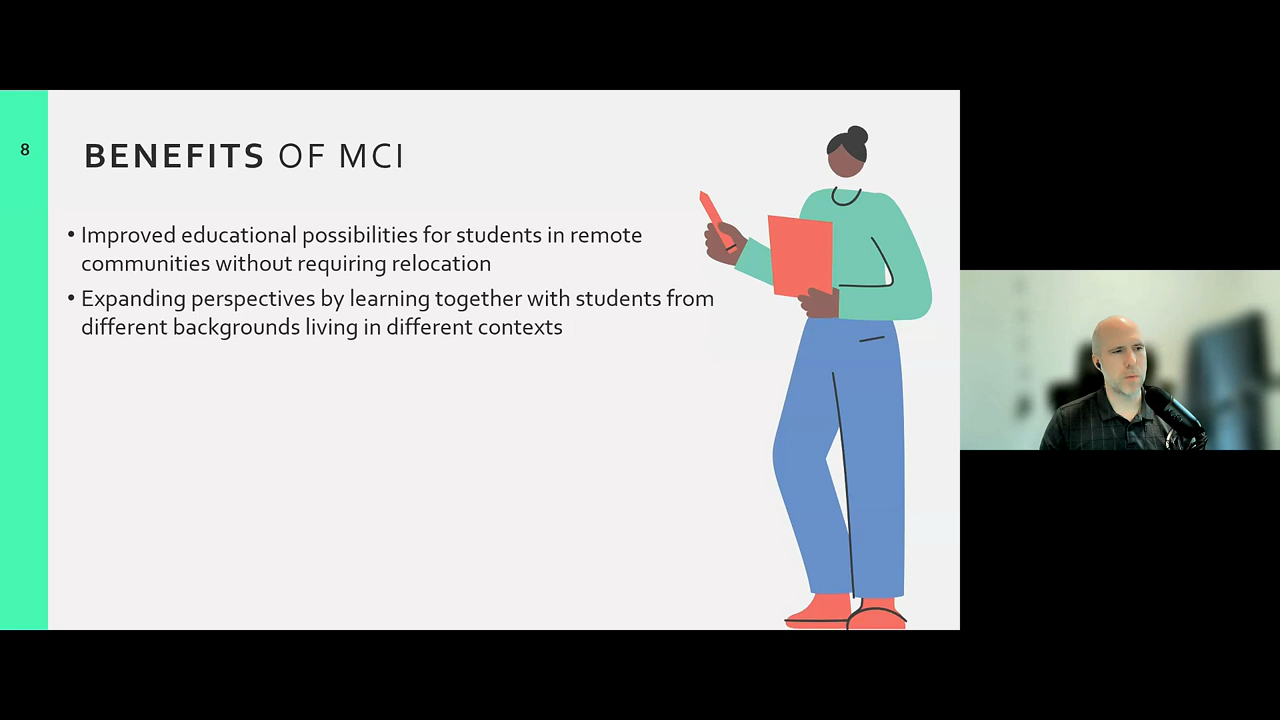 8
BENEFITS OF MCI
• Improved educational possibilities for students in remote
communities without requiring relocation
• Expanding perspectives by learning together with students from
different backgrounds living in different contexts